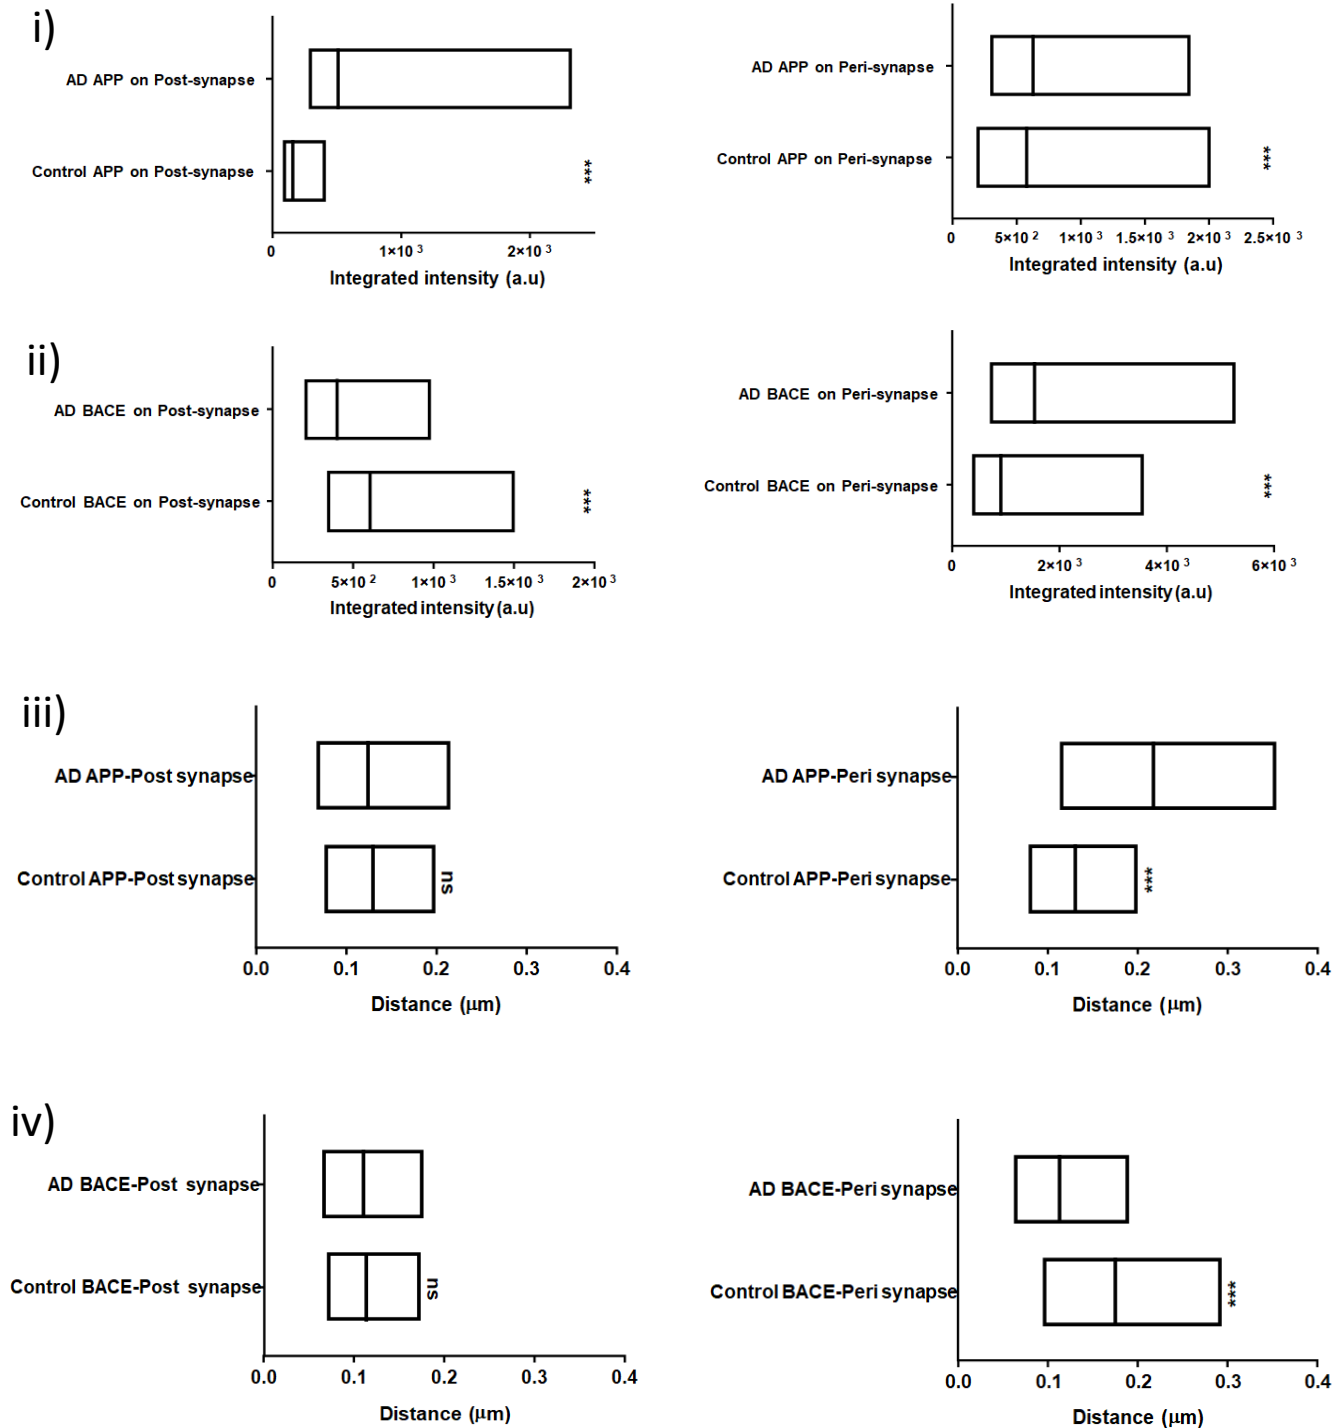 i)
AD APP on Post-synapse
Control APP on Post-synapse
***
0 1×10 3 2×10 3
Integrated intensity (a.u)
AD APP on Peri-synapse
Control APP on Peri-synapse
***
0 5×10 2 1×10 3 1.5×10 3 2×10 3 2.5×10 3
Integrated intensity (a.u)
ii)
AD BACE on Post-synapse
Control BACE on Post-synapse
***
0 5×10 2 1×10 3 1.5×10 3 2×10 3
Integrated intensity (a.u)
AD BACE on Peri-synapse
Control BACE on Peri-synapse
***
0 2×10 3 4×10 3 6×10 3
Integrated intensity (a.u)
iii)
AD APP-Post synapse
Control APP-Post synapse
ns
0.0 0.1 0.2 0.3 0.4
Distance (μm)
AD APP-Peri synapse
Control APP-Peri synapse
***
0.0 0.1 0.2 0.3 0.4
Distance (μm)
iv)
AD BACE-Post synapse
Control BACE-Post synapse
ns
0.0 0.1 0.2 0.3 0.4
Distance (μm)
AD BACE-Peri synapse
Control BACE-Peri synapse
***
0.0 0.1 0.2 0.3 0.4
Distance (μm)